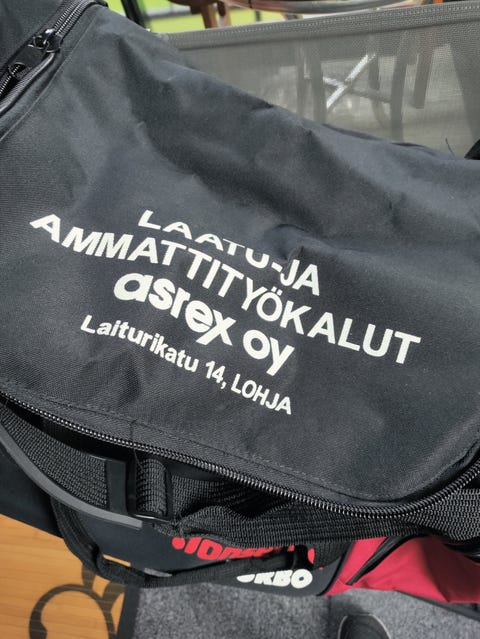 LAATU-JA
AMMATTITYÖKALUT
asrex oy
Laiturikatu 14, LOHJA